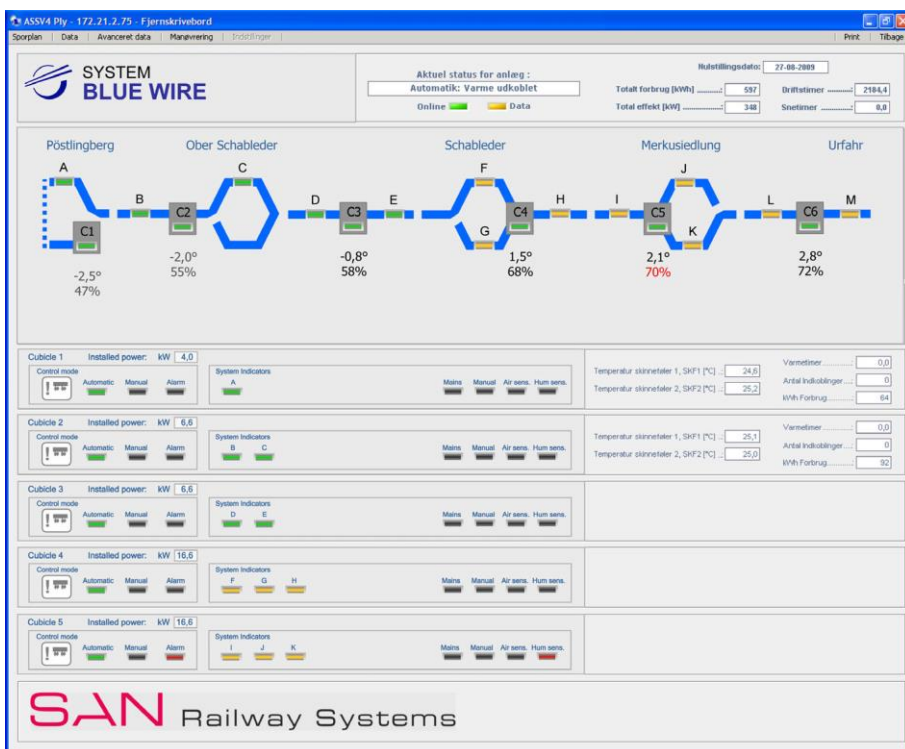 ASSV4 Ply - 172.21.2.75 - Fjernskrivebord
Sporplan Data Avanceret data Manøvrering Indstillinger Print Tilbage
SYSTEM
BLUE WIRE
Aktuel status for anlæg :
Automatik: Varme udkoblet
Online Data
Nulstillingsdato: 27-08-2009
Totalt forbrug [kWh] : 597 Driftstimer : 2184,4
Total effekt [kW] : 348 Snetimer : 0,0
Pöstlingberg Ober Schableder Schableder Merkusiedlung Urfahr
A C F J
B D E H I L M
C2 C3 C4 C5 C6
C1 G K
-2,5° -2,0° -0,8° 1,5° 2,1° 2,8°
47% 55% 58% 68% 70% 72%
Cubicle 1 Installed power: kW 4,0
Control mode Automatic Manual Alarm
System Indicators A Mains Manual Air sens. Hum sens.
Temperatur skinneføler 1, SKF1 [°C] .: 24,6
Temperatur skinneføler 2, SKF2 [°C] ..: 25,2
Varmetimer : 0,0
Antal Indkoblinger : 0
kWh Forbrug : 64
Cubicle 2 Installed power: kW 6,6
Control mode Automatic Manual Alarm
System Indicators B C Mains Manual Air sens. Hum sens.
Temperatur skinneføler 1, SKF1 [°C] .: 25,1
Temperatur skinneføler 2, SKF2 [°C] ..: 25,0
Varmetimer : 0,0
Antal Indkoblinger : 0
kWh Forbrug : 92
Cubicle 3 Installed power: kW 6,6
Control mode Automatic Manual Alarm
System Indicators D E Mains Manual Air sens. Hum sens.
Cubicle 4 Installed power: kW 16,6
Control mode Automatic Manual Alarm
System Indicators F G H Mains Manual Air sens. Hum sens.
Cubicle 5 Installed power: kW 16,6
Control mode Automatic Manual Alarm
System Indicators I J K Mains Manual Air sens. Hum sens.
SAN Railway Systems